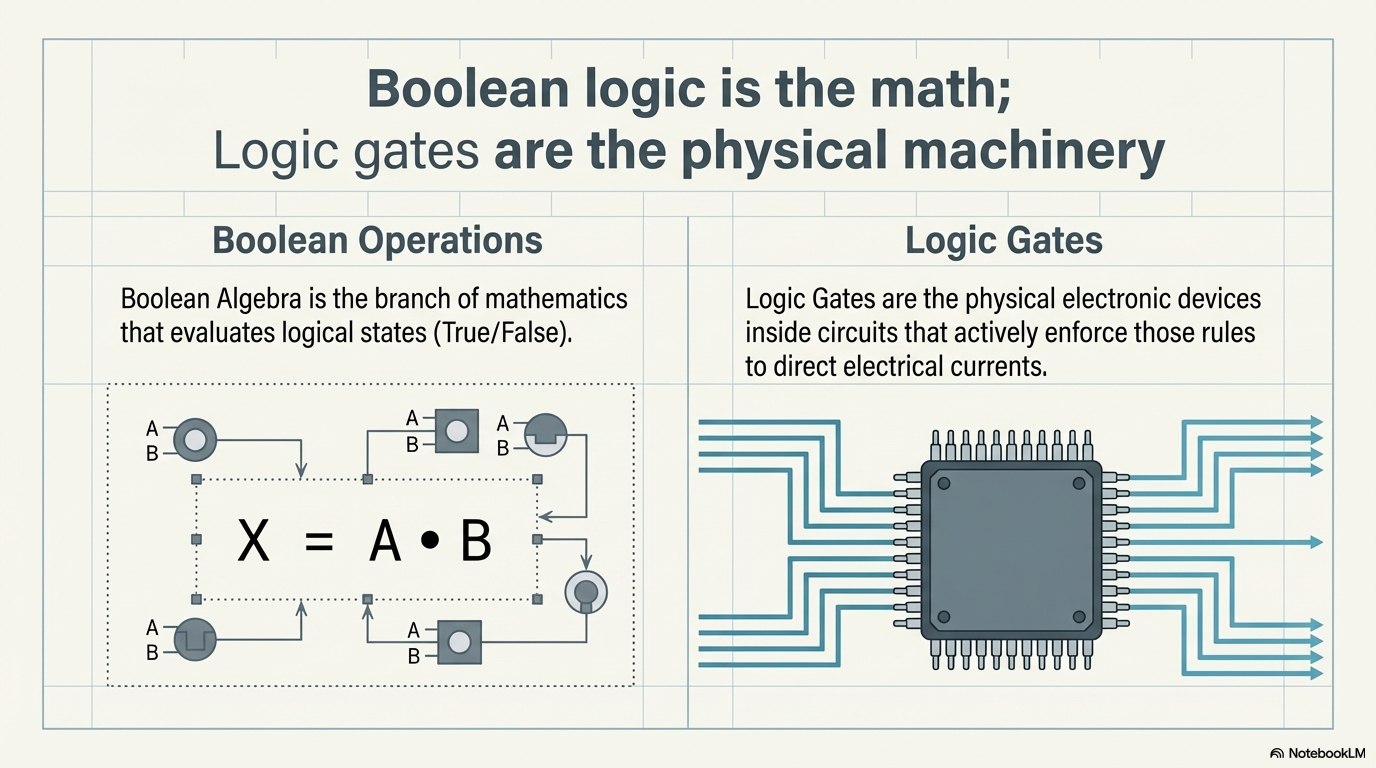 Boolean logic is the math;
Logic gates are the physical machinery
Boolean Operations
Boolean Algebra is the branch of mathematics
that evaluates logical states (True/False).
A
B
A
B
A
B
X = A • B
A
B
A
B
Logic Gates
Logic Gates are the physical electronic devices
inside circuits that actively enforce those rules
to direct electrical currents.
NotebookLM